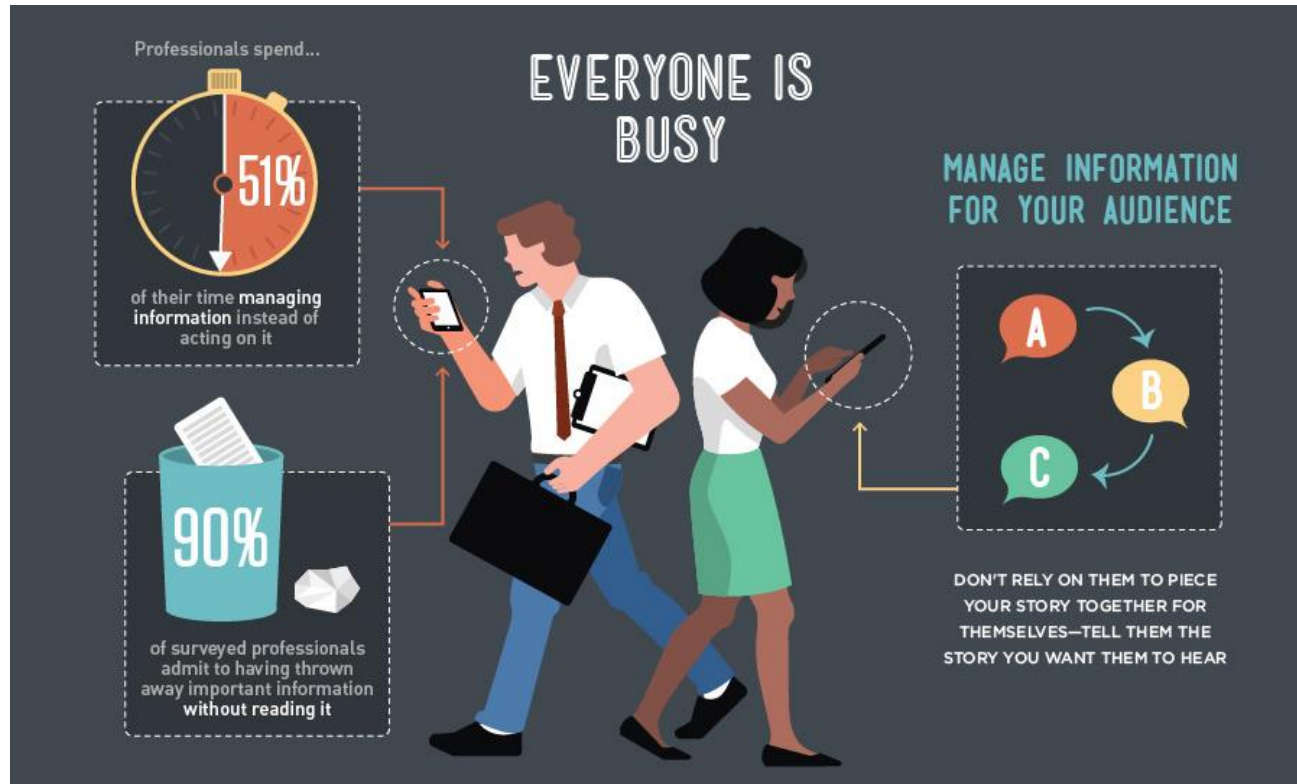 Professionals spend...
51%
of their time managing
information instead of
acting on it
90%
of surveyed professionals
admit to having thrown
away important information
without reading it
EVERYONE IS
BUSY
MANAGE INFORMATION
FOR YOUR AUDIENCE
A
B
C
DON'T RELY ON THEM TO PIECE
YOUR STORY TOGETHER FOR
THEMSELVES—TELL THEM THE
STORY YOU WANT THEM TO HEAR